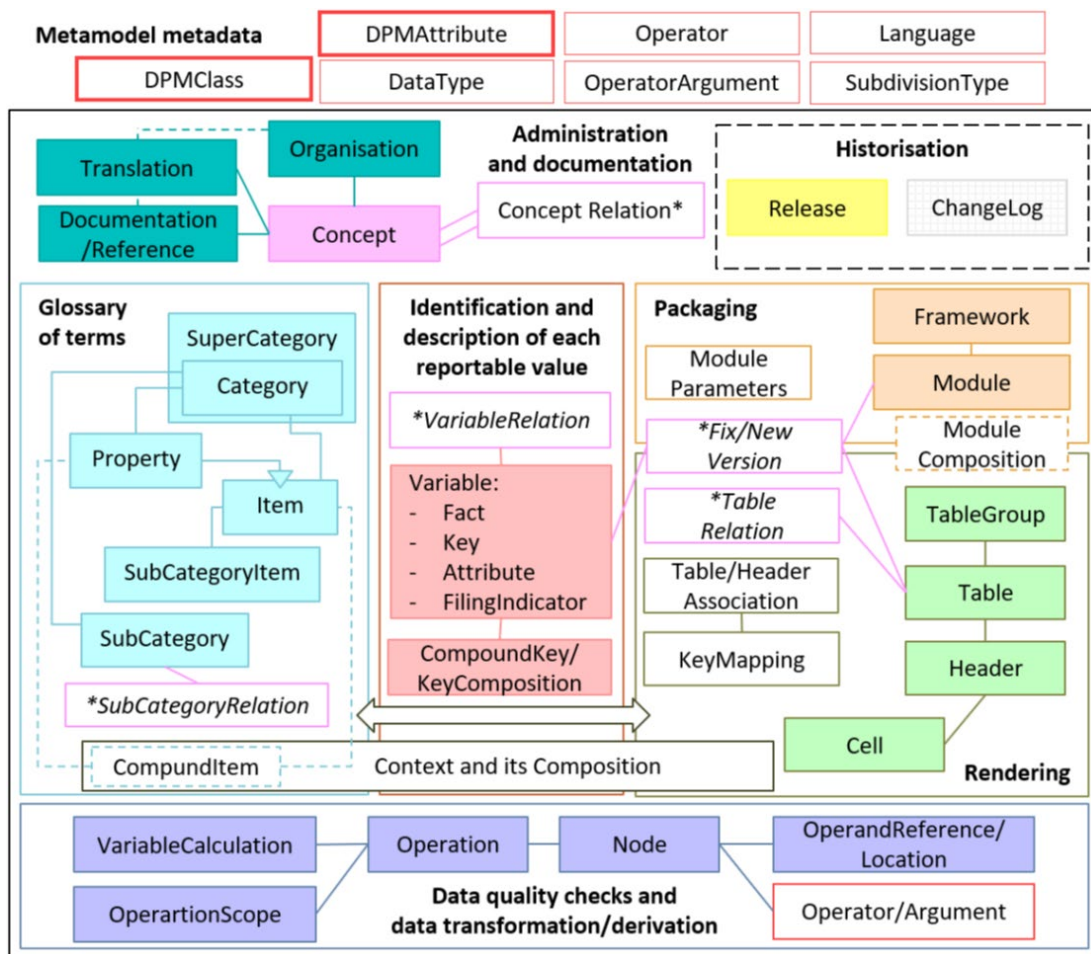 Metamodel metadata
DPMAttribute
Operator
Language
DPMClass
DataType
OperatorArgument
SubdivisionType
Translation
Organisation
Administration
and documentation
Historisation
Documentation
/Reference
Concept
Concept Relation*
Release
ChangeLog
Glossary
of terms
SuperCategory
Category
Property
Item
SubCategoryItem
SubCategory
*SubCategoryRelation
CompundItem
Identification and
description of each
reportable value
*VariableRelation
Variable:
- Fact
- Key
- Attribute
- FilingIndicator
CompoundKey/
KeyComposition
Context and its Composition
Packaging
Framework
Module
Parameters
Module
*Fix/New
Version
Module
Composition
*Table
Relation
TableGroup
Table/Header
Association
Table
KeyMapping
Header
Cell
Rendering
VariableCalculation
Operation
Node
OperandReference/
Location
OperartionScope
Data quality checks and
data transformation/derivation
Operator/Argument